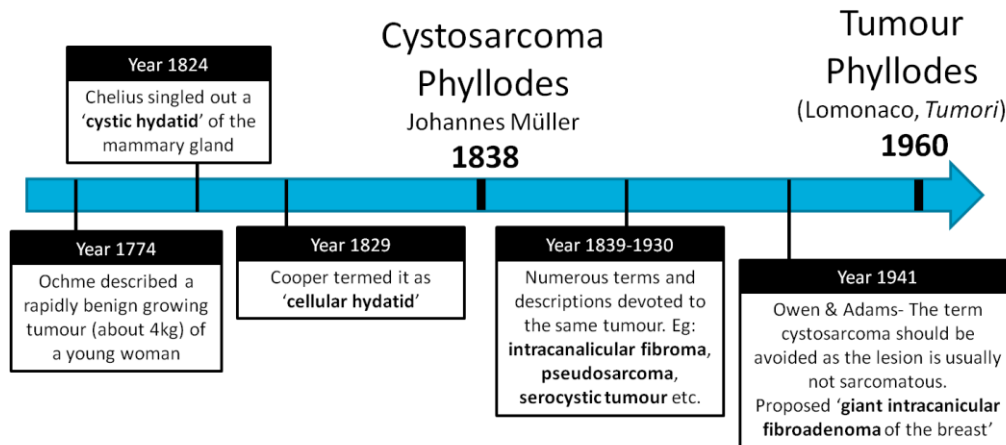 Year 1824
Chelius singled out a
‘cystic hydatid’ of the
mammary gland
Cystosarcoma
Phyllodes
Johannes Müller
1838
Tumour
Phyllodes
(Lomonaco, Tumori)
1960
Year 1774
Ochme described a
rapidly benign growing
tumour (about 4kg) of
a young woman
Year 1829
Cooper termed it as
‘cellular hydatid’
Year 1839-1930
Numerous terms and
descriptions devoted to
the same tumour. Eg:
intracanalicular fibroma,
pseudosarcoma,
serocystic tumour etc.
Year 1941
Owen & Adams- The term
cystosarcoma should be
avoided as the lesion is usually
not sarcomatous.
Proposed ‘giant intracanicular
fibroadenoma of the breast’